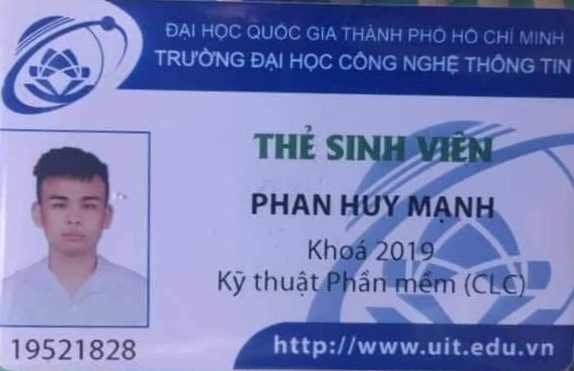 ĐẠI HỌC QUỐC GIA THÀNH PHỐ HỒ CHÍ MINH
TRƯỜNG ĐẠI HỌC CÔNG NGHỆ THÔNG TIN
THẺ SINH VIÊN
PHAN HUY MẠNH
Khoá 2019
Kỹ thuật Phần mềm (CLC)
19521828
http://www.uit.edu.vn